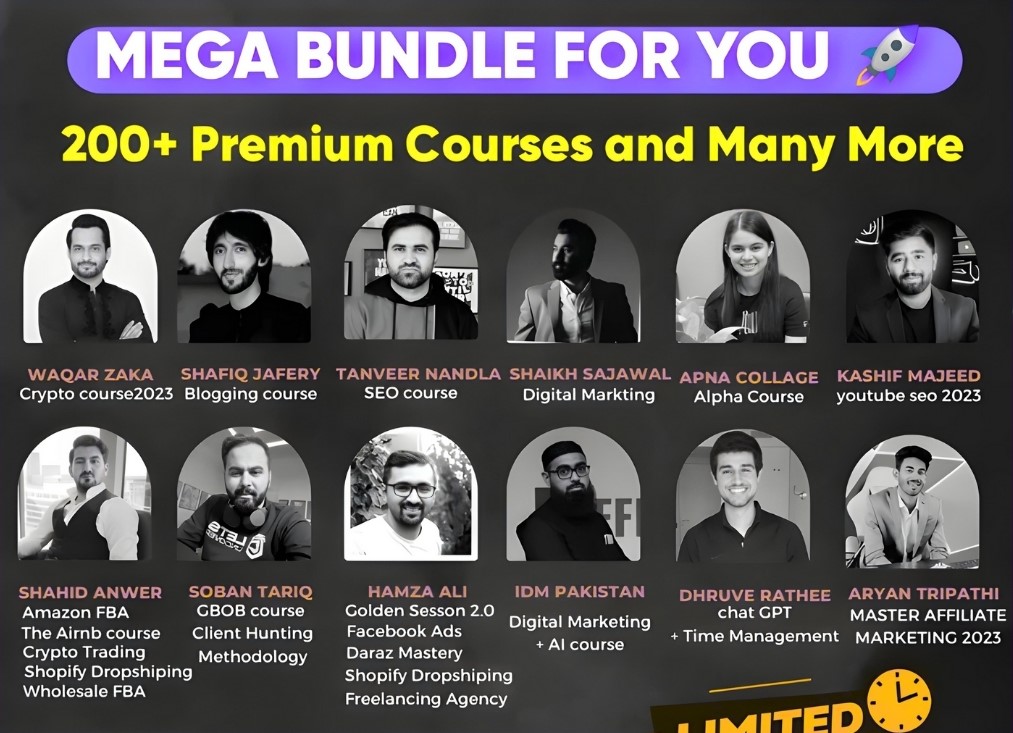 MEGA BUNDLE FOR YOU
200+ Premium Courses and Many More
WAQAR ZAKA
Crypto course2023
SHAFIQ JAFERY
Blogging course
TANVEER NANDLA
SEO course
SHAIKH SAJAWAL
Digital Markting
APNA COLLAGE
Alpha Course
KASHIF MAJEED
youtube seo 2023
SHAHID ANWER
Amazon FBA
The Airnb course
Crypto Trading
Shopify Dropshiping
Wholesale FBA
SOBAN TARIQ
GBOB course
Client Hunting
Methodology
HAMZA ALI
Golden Sesson 2.0
Facebook Ads
Daraz Mastery
Shopify Dropshiping
Freelancing Agency
IDM PAKISTAN
Digital Marketing
+ AI course
DHRUVE RATHEE
chat GPT
+ Time Management
ARYAN TRIPATHI
MASTER AFFILIATE
MARKETING 2023
LIMITED